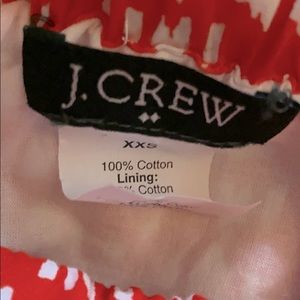 J.CREW
XXS
100% Cotton
Lining:
% Cotton